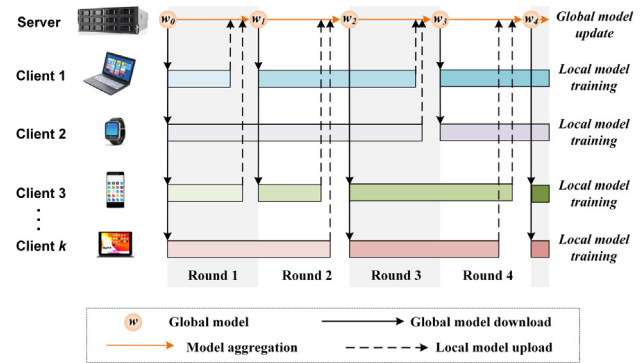 Server
w0
w1
w2
w3
w4
Global model
update
Client 1
Local model
training
Client 2
Local model
training
Client 3
Local model
training
Client k
Local model
training
Round 1
Round 2
Round 3
Round 4
w
Global model
Global model download
Model aggregation
Local model upload